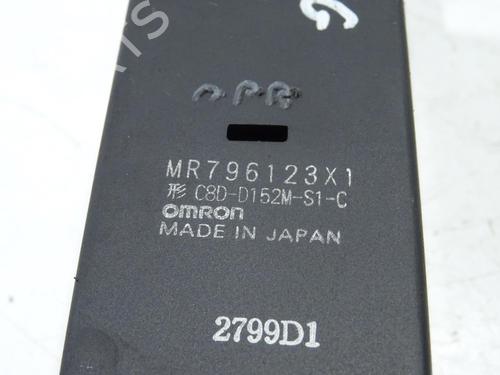 MR796123X1
形 C8D-D152M-S1-C
omron
MADE IN JAPAN
2799D1